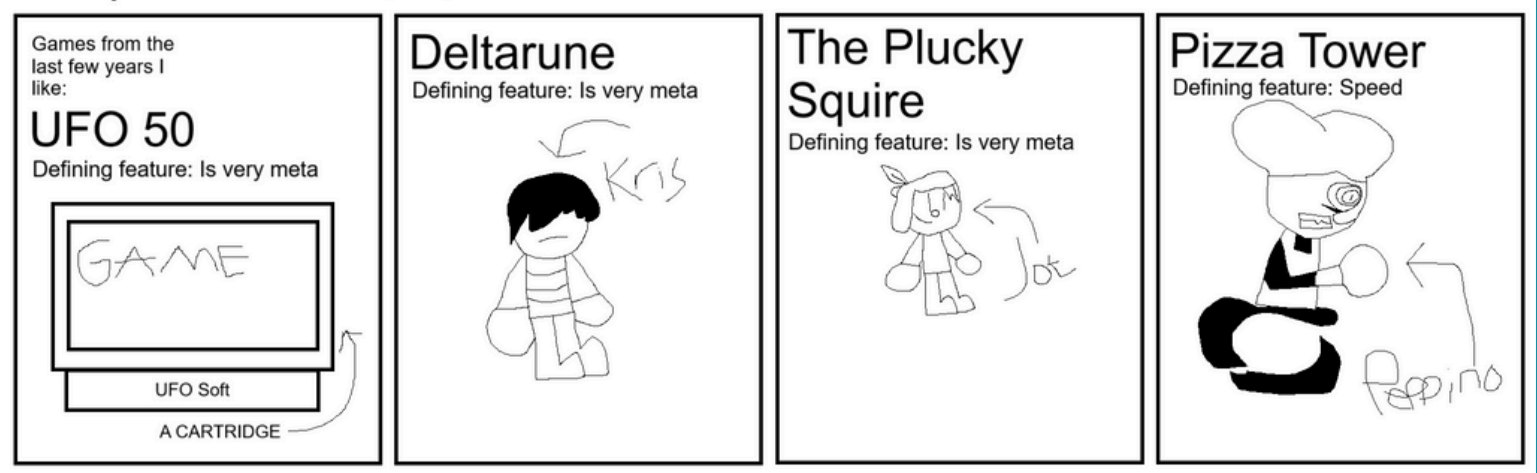 Games from the
last few years I
like:
UFO 50
Defining feature: Is very meta
GAME
UFO Soft
A CARTRIDGE
Deltarune
Defining feature: Is very meta
Kris
The Plucky
Squire
Defining feature: Is very meta
Jot
Pizza Tower
Defining feature: Speed
Peppino